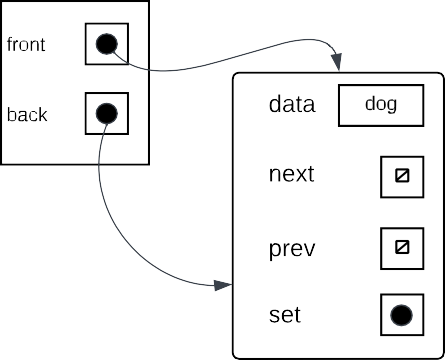 front
back
data dog
next
prev
set